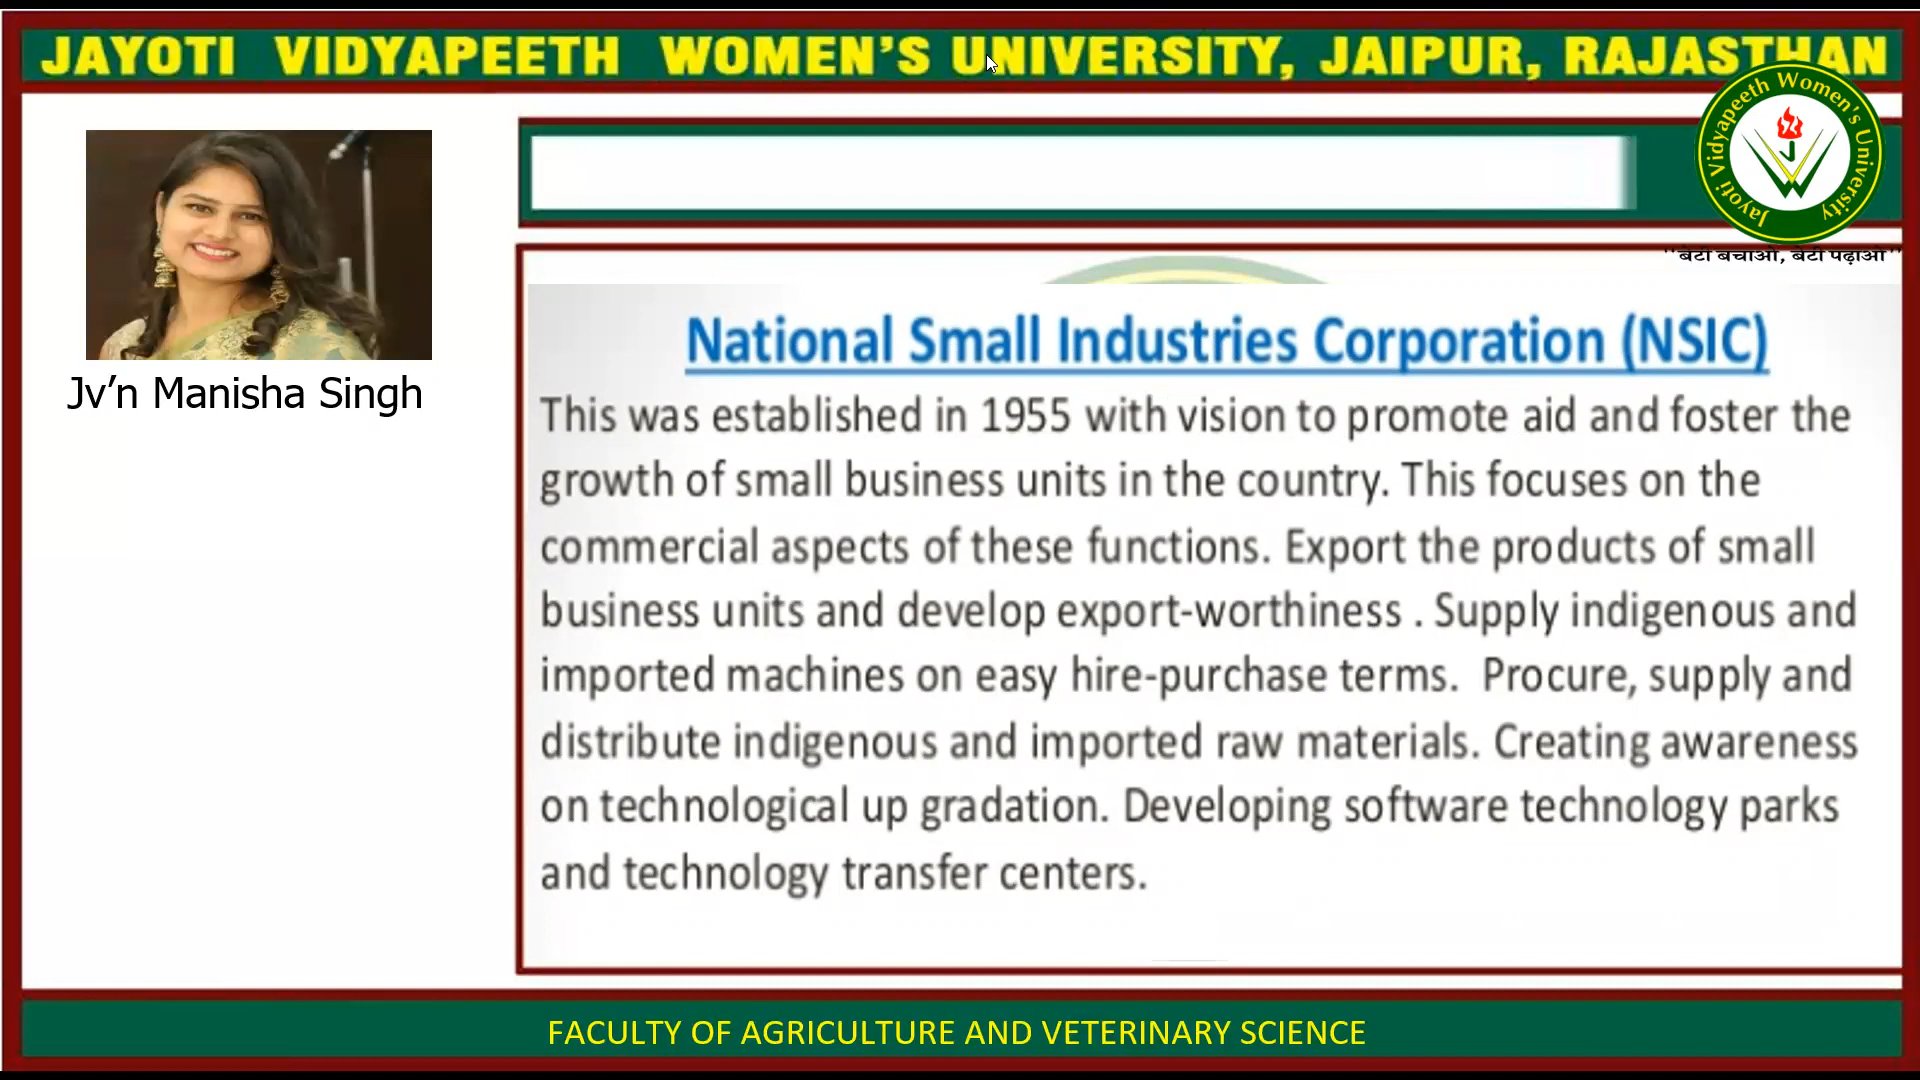 JAYOTI VIDYAPEETH WOMEN'S UNIVERSITY, JAIPUR, RAJASTHAN
Jayoti Vidyapeeth Women's University
"बेटी बचाओ, बेटी पढ़ाओ"
Jv'n Manisha Singh
National Small Industries Corporation (NSIC)
This was established in 1955 with vision to promote aid and foster the
growth of small business units in the country. This focuses on the
commercial aspects of these functions. Export the products of small
business units and develop export-worthiness . Supply indigenous and
imported machines on easy hire-purchase terms.  Procure, supply and
distribute indigenous and imported raw materials. Creating awareness
on technological up gradation. Developing software technology parks
and technology transfer centers.
FACULTY OF AGRICULTURE AND VETERINARY SCIENCE